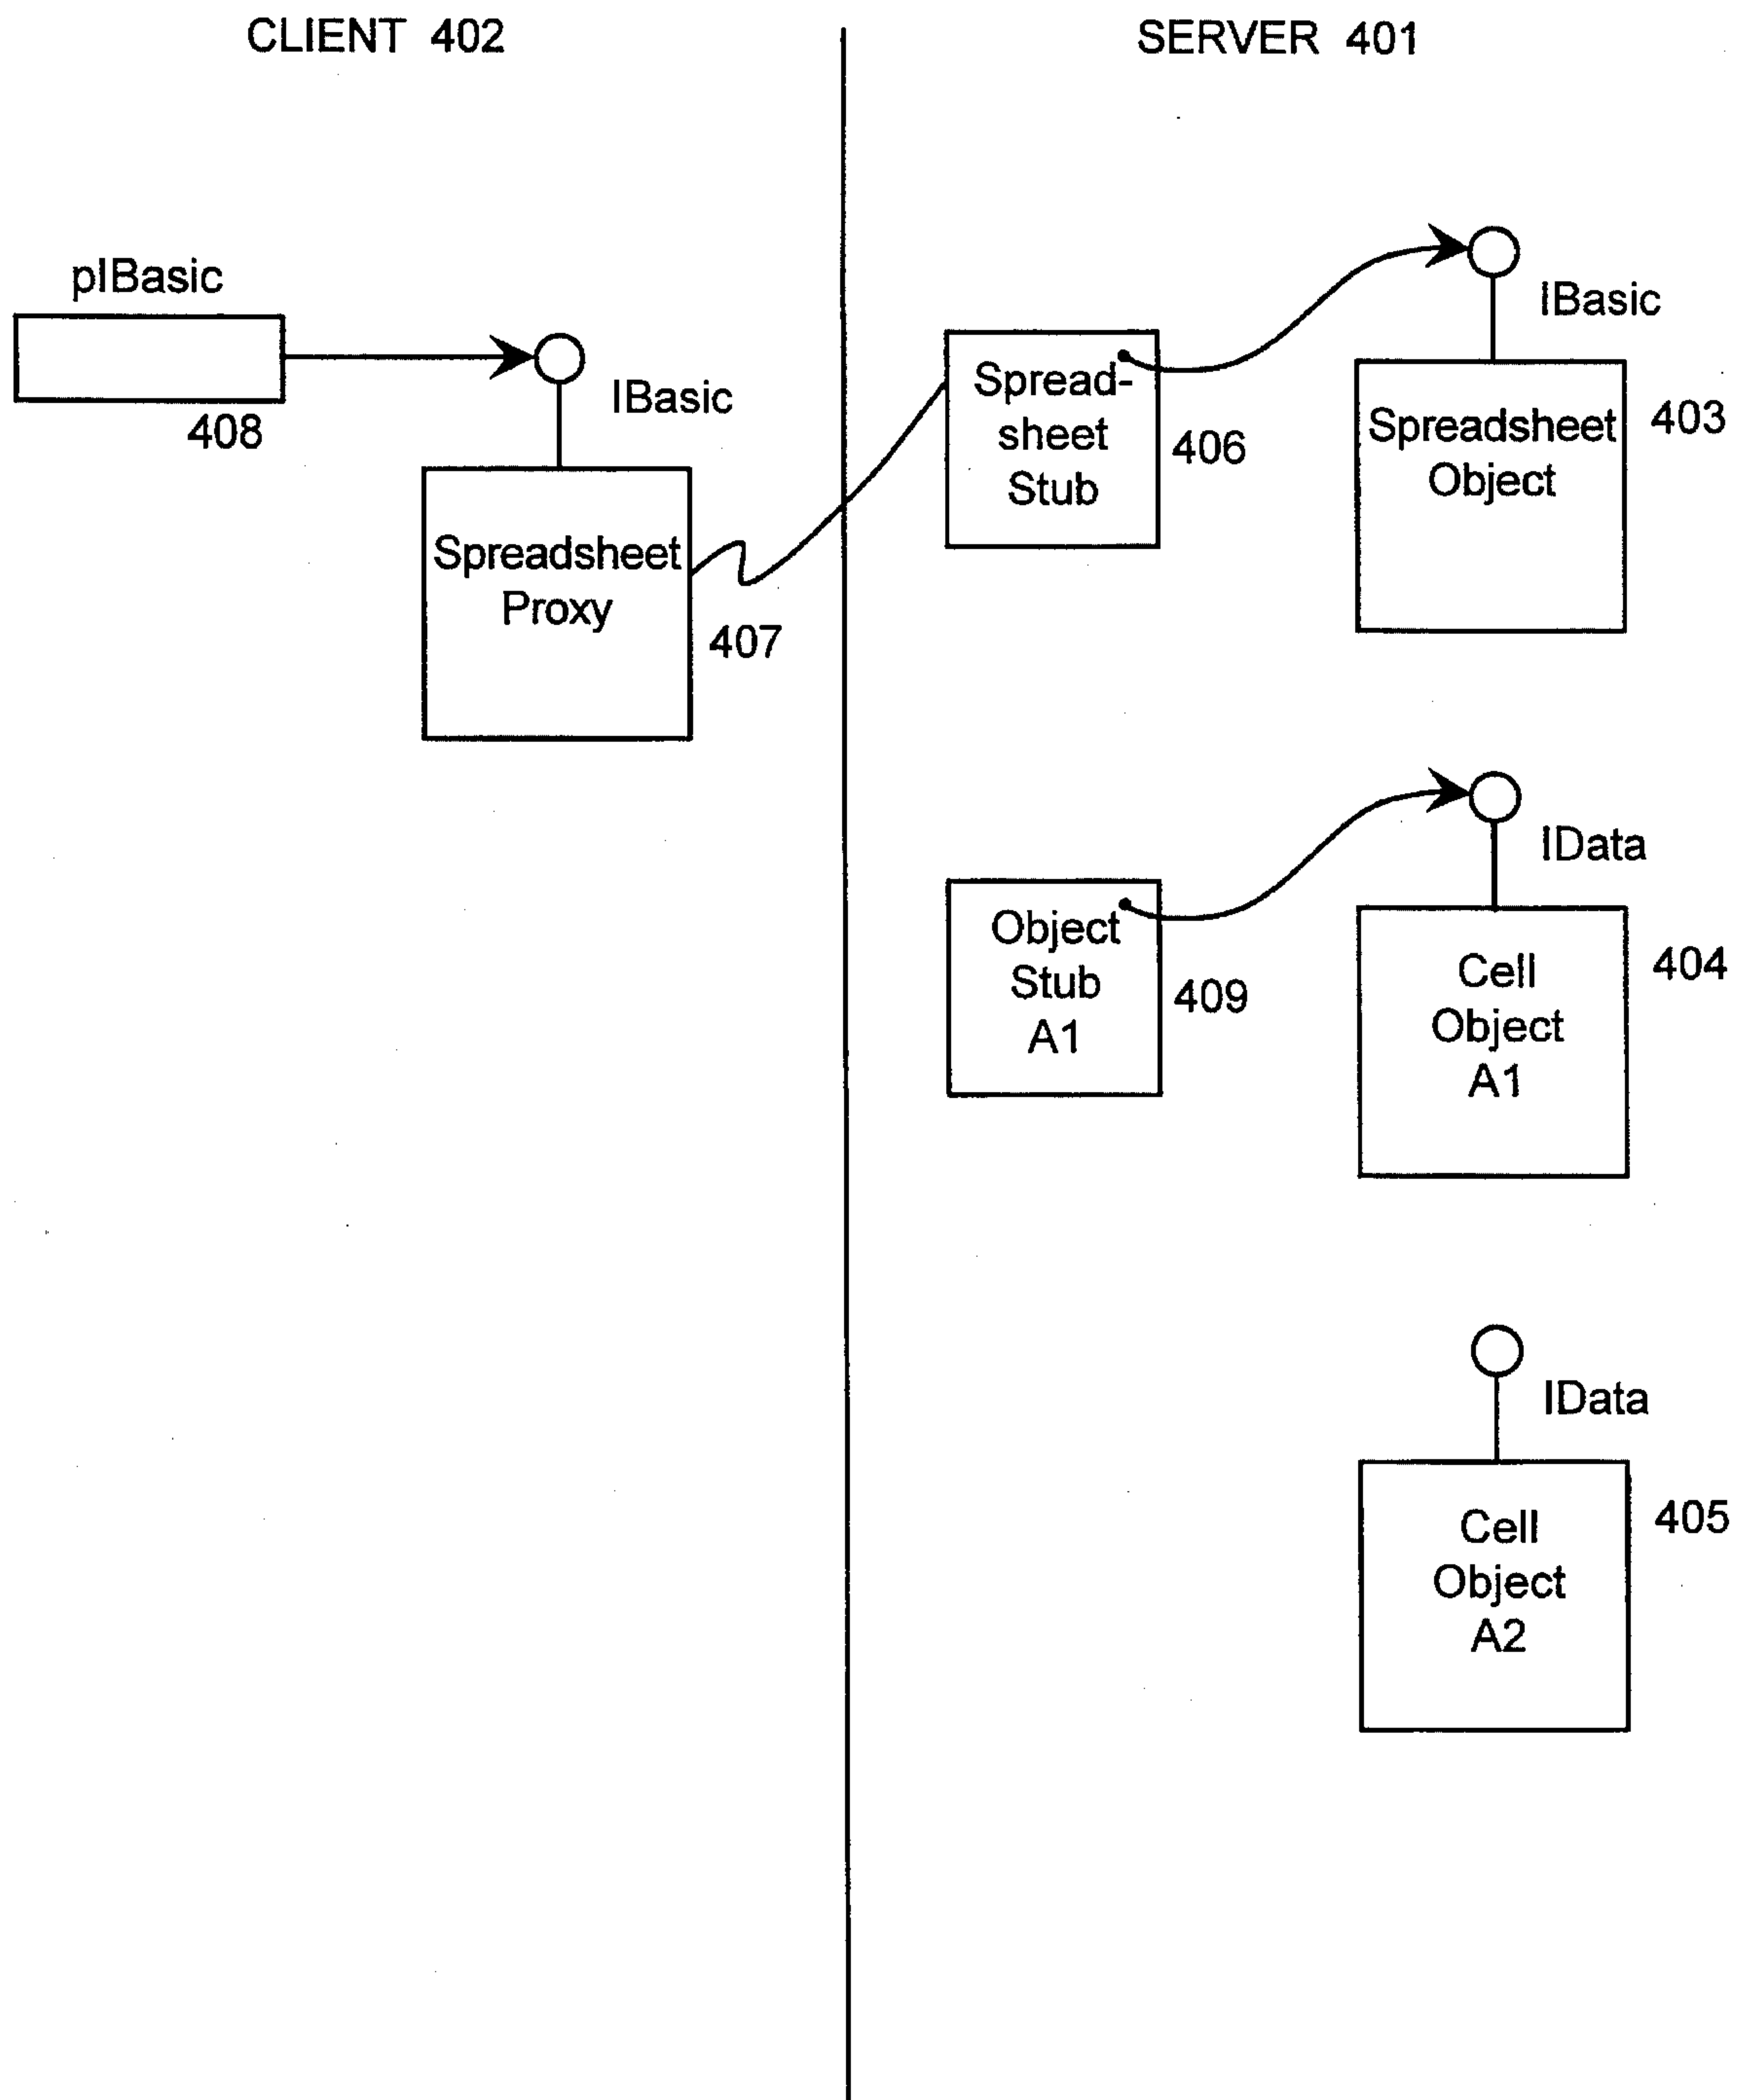 CLIENT 402
SERVER 401
pIBasic
408
IBasic
Spreadsheet
Proxy
407
Spread-
sheet
Stub
406
IBasic
Spreadsheet
Object
403
Object
Stub
A1
409
IData
Cell
Object
A1
404
IData
Cell
Object
A2
405